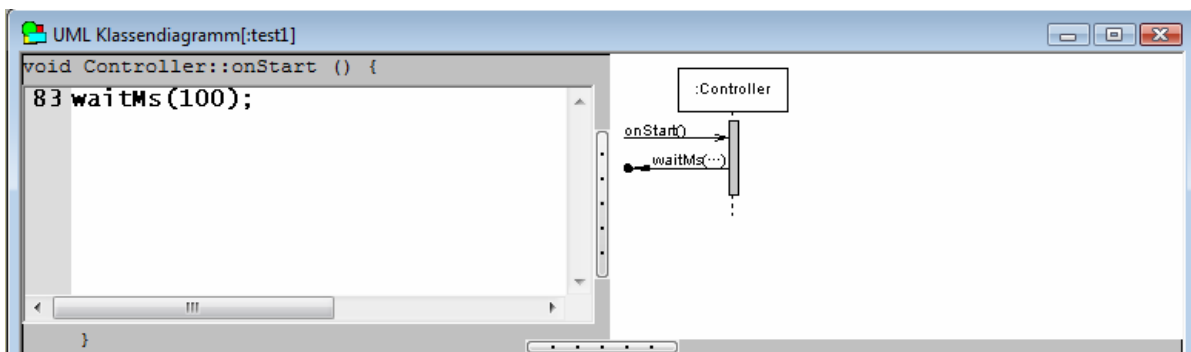 UML Klassendiagramm[:test1]
void Controller::onStart () {
83 waitMs(100);
}
:Controller
onStart()
waitMs(...)